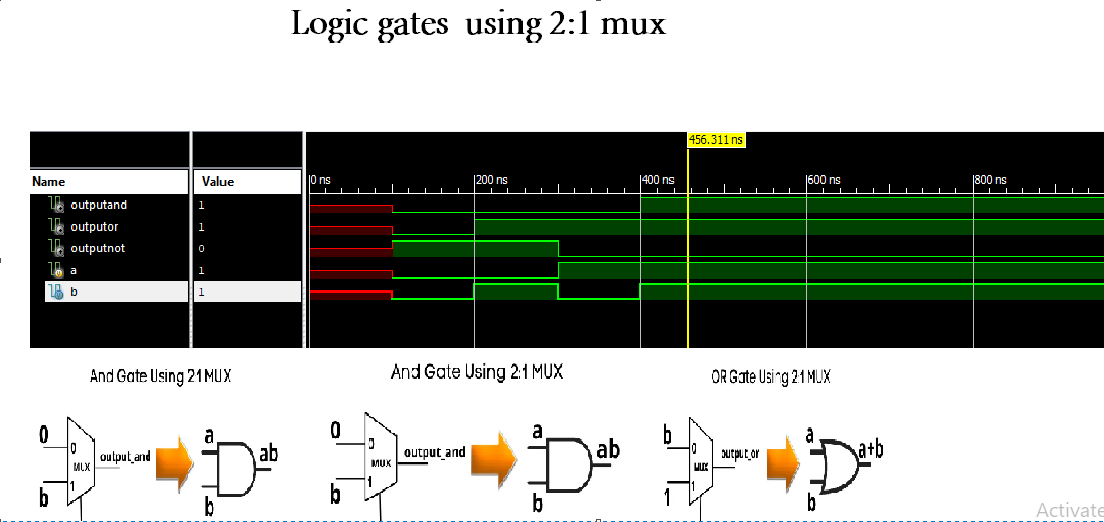 Logic gates using 2:1 mux
456.311 ns
Name Value
0 ns 200 ns 400 ns 600 ns 800 ns
outputand 1
outputor 1
outputnot 0
a 1
b 1
And Gate Using 2:1 MUX And Gate Using 2:1 MUX OR Gate Using 2:1 MUX
0 0 MUX 1 b output_and a b ab
0 0 MUX 1 b output_and a b ab
b 0 MUX 1 1 output_or a b a+b
Activate